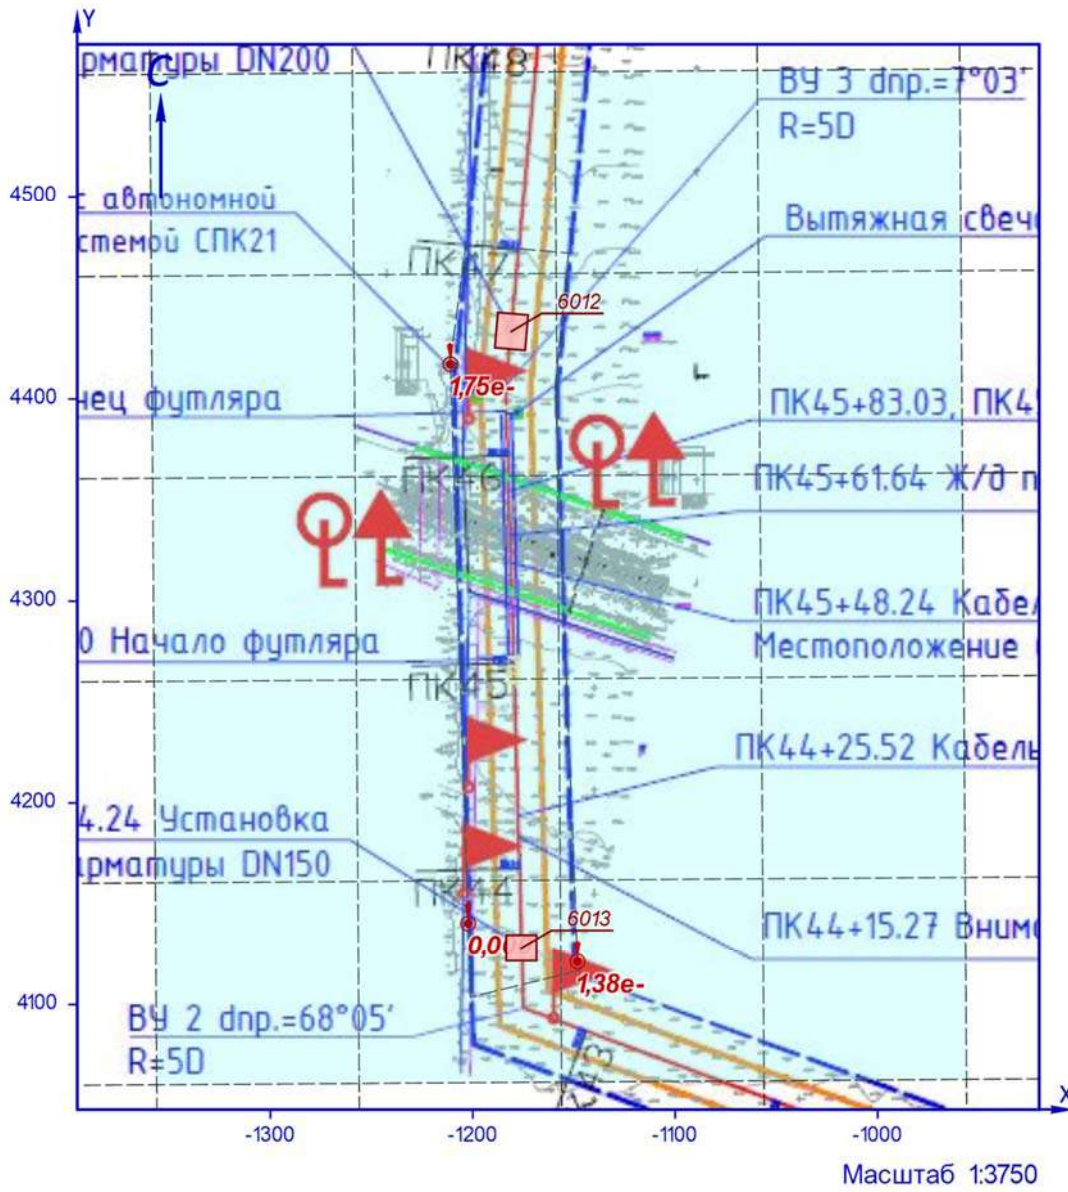 Y
рматуры DN200
ПК48
С
ВУ 3 dпр.=7°03'
R=5D
4500
с автономной
стемой СПК21
Вытяжная свеча
ПК47
6012
4400
1,75e-
нец футляра
ПК45+83.03, ПК4
ПК46
ПК45+61.64 Ж/д п
4300
ПК45+48.24 Кабел
Местоположение
0 Начало футляра
ПК45
ПК44+25.52 Кабель
4200
4.24 Установка
рматуры DN150
ПК44
6013
ПК44+15.27 Вним
0,0
1,38e-
4100
ВУ 2 dпр.=68°05'
R=5D
X
-1300 -1200 -1100 -1000
Масштаб 1:3750